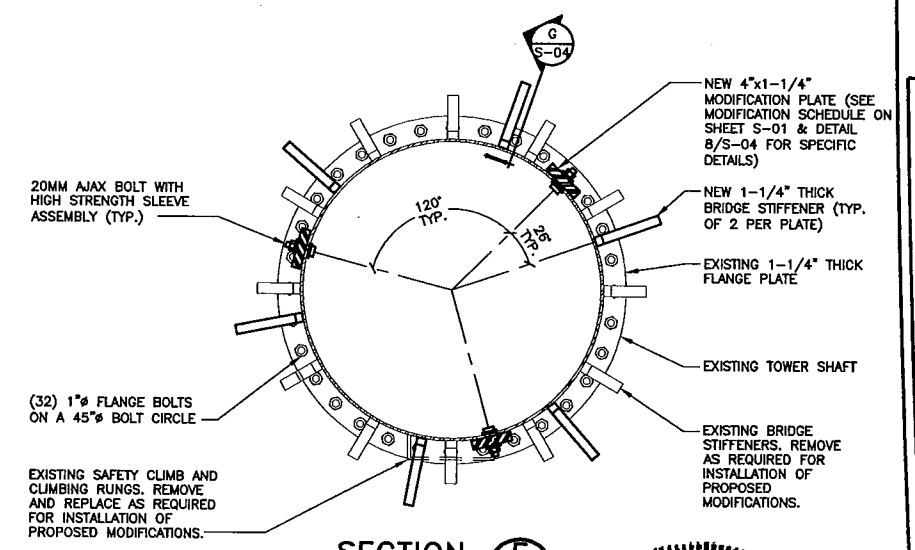 G
S-04
NEW 4"x1-1/4"
MODIFICATION PLATE (SEE
MODIFICATION SCHEDULE ON
SHEET S-01 & DETAIL
8/S-04 FOR SPECIFIC
DETAILS)
20MM AJAX BOLT WITH
HIGH STRENGTH SLEEVE
ASSEMBLY (TYP.)
120°
TYP.
26°
TYP.
NEW 1-1/4" THICK
BRIDGE STIFFENER (TYP.
OF 2 PER PLATE)
EXISTING 1-1/4" THICK
FLANGE PLATE
EXISTING TOWER SHAFT
(32) 1"ø FLANGE BOLTS
ON A 45"ø BOLT CIRCLE
EXISTING BRIDGE
STIFFENERS. REMOVE
AS REQUIRED FOR
INSTALLATION OF
PROPOSED
MODIFICATIONS.
EXISTING SAFETY CLIMB AND
CLIMBING RUNGS. REMOVE
AND REPLACE AS REQUIRED
FOR INSTALLATION OF
PROPOSED MODIFICATIONS.
SECTION